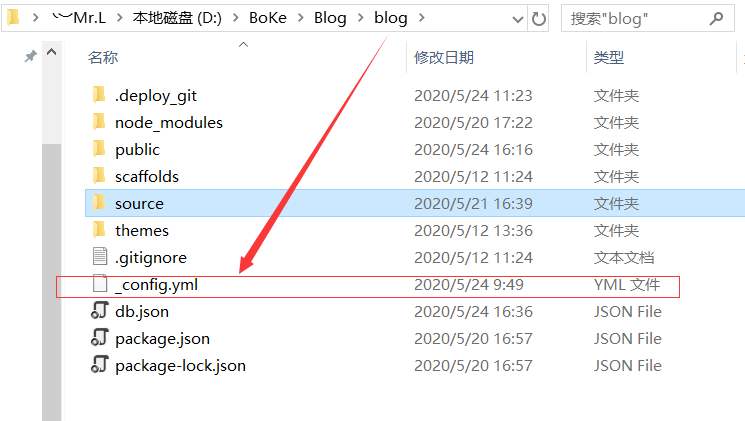 Mr.L > 本地磁盘 (D:) > BoKe > Blog > blog > 搜索"blog"
名称 修改日期 类型
.deploy_git 2020/5/24 11:23 文件夹
node_modules 2020/5/20 17:22 文件夹
public 2020/5/24 16:16 文件夹
scaffolds 2020/5/12 11:24 文件夹
source 2020/5/21 16:39 文件夹
themes 2020/5/12 13:36 文件夹
.gitignore 2020/5/12 11:24 文本文档
_config.yml 2020/5/24 9:49 YML 文件
db.json 2020/5/24 16:36 JSON File
package.json 2020/5/20 16:57 JSON File
package-lock.json 2020/5/20 16:57 JSON File